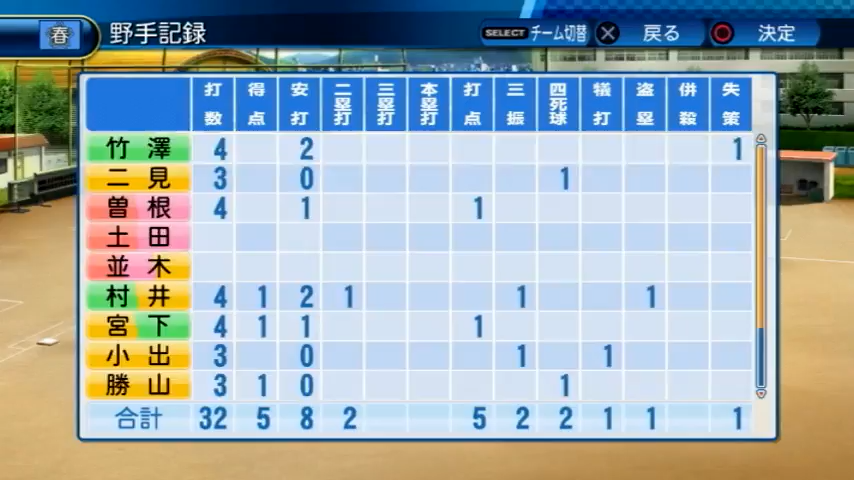 春 野手記録 SELECT チーム切替 戻る 決定
打数 得点 安打 二塁打 三塁打 本塁打 打点 三振 四死球 犠打 盗塁 併殺 失策
竹澤 4 2 1
二見 3 0 1
曽根 4 1 1
土田
並木
村井 4 1 2 1 1 1
宮下 4 1 1 1
小出 3 0 1 1
勝山 3 1 0 1
合計 32 5 8 2 5 2 2 1 1 1